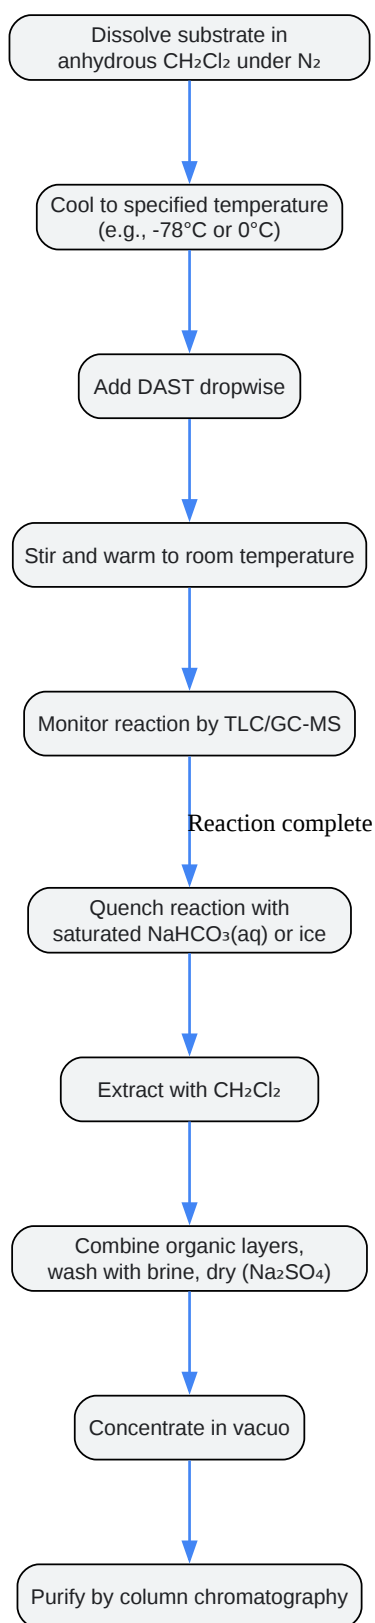 Dissolve substrate in
anhydrous CH₂Cl₂ under N₂
Cool to specified temperature
(e.g., -78°C or 0°C)
Add DAST dropwise
Stir and warm to room temperature
Monitor reaction by TLC/GC-MS
Reaction complete
Quench reaction with
saturated NaHCO₃(aq) or ice
Extract with CH₂Cl₂
Combine organic layers,
wash with brine, dry (Na₂SO₄)
Concentrate in vacuo
Purify by column chromatography